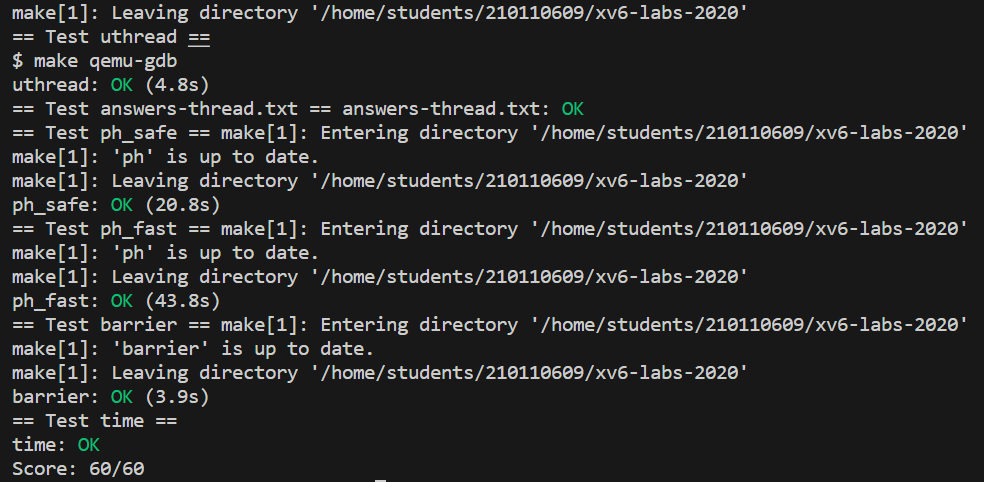 make[1]: Leaving directory '/home/students/210110609/xv6-labs-2020'
== Test uthread ==
$ make qemu-gdb
uthread: OK (4.8s)
== Test answers-thread.txt == answers-thread.txt: OK
== Test ph_safe == make[1]: Entering directory '/home/students/210110609/xv6-labs-2020'
make[1]: 'ph' is up to date.
make[1]: Leaving directory '/home/students/210110609/xv6-labs-2020'
ph_safe: OK (20.8s)
== Test ph_fast == make[1]: Entering directory '/home/students/210110609/xv6-labs-2020'
make[1]: 'ph' is up to date.
make[1]: Leaving directory '/home/students/210110609/xv6-labs-2020'
ph_fast: OK (43.8s)
== Test barrier == make[1]: Entering directory '/home/students/210110609/xv6-labs-2020'
make[1]: 'barrier' is up to date.
make[1]: Leaving directory '/home/students/210110609/xv6-labs-2020'
barrier: OK (3.9s)
== Test time ==
time: OK
Score: 60/60